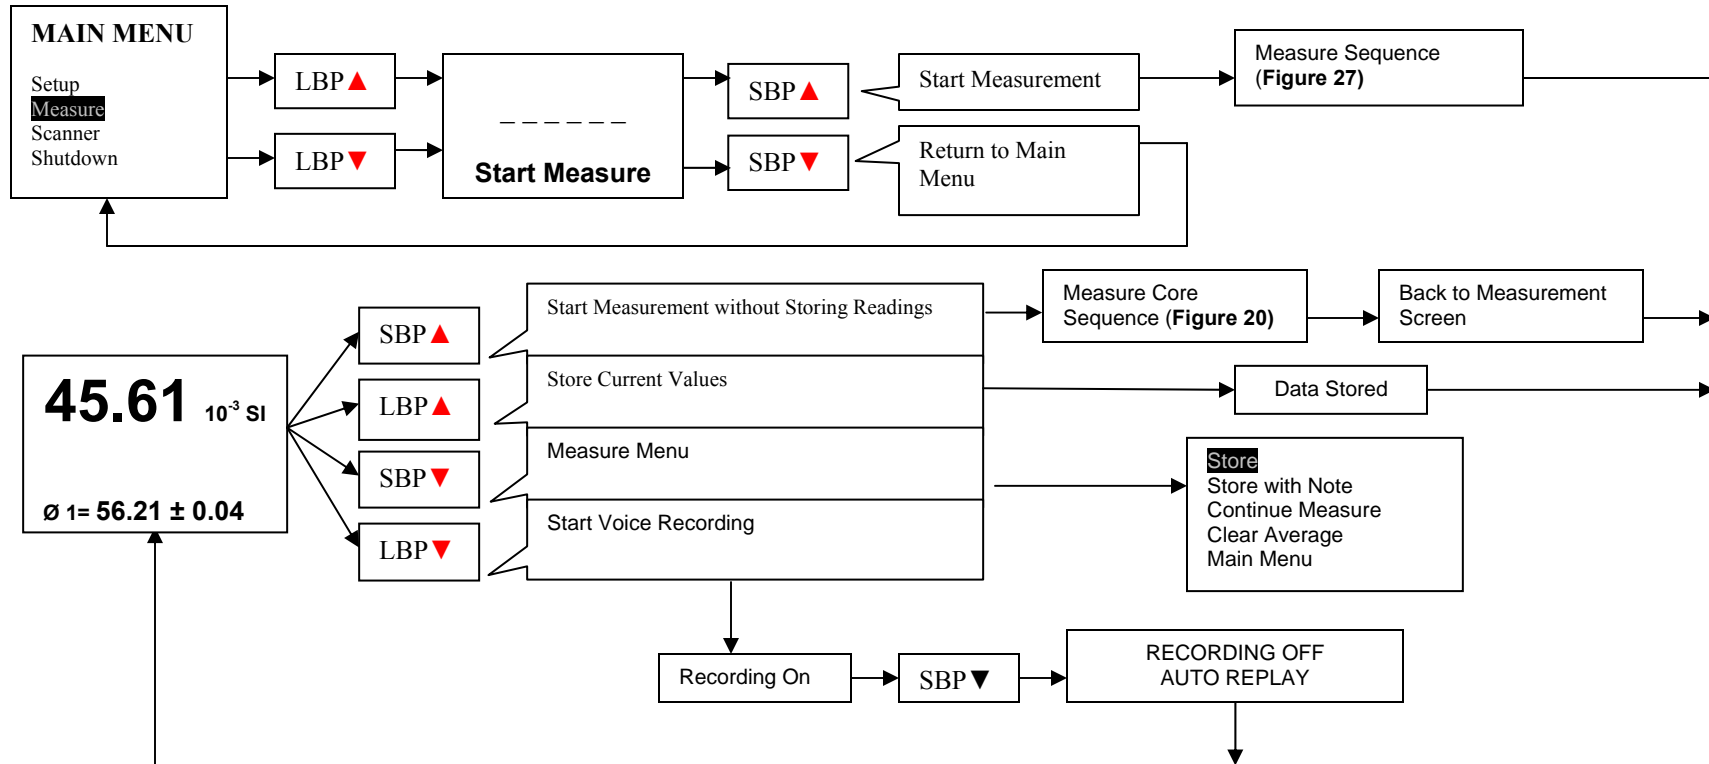 MAIN MENU
Setup
Measure
Scanner
Shutdown
LBP▲
LBP▼
_ _ _ _ _ _
Start Measure
SBP▲
SBP▼
Start Measurement
Return to Main
Menu
Measure Sequence
(Figure 27)
45.61 10⁻³ SI
Ø 1= 56.21 ± 0.04
SBP▲
LBP▲
SBP▼
LBP▼
Start Measurement without Storing Readings
Store Current Values
Measure Menu
Start Voice Recording
Measure Core
Sequence (Figure 20)
Back to Measurement
Screen
Data Stored
Store
Store with Note
Continue Measure
Clear Average
Main Menu
Recording On
SBP▼
RECORDING OFF
AUTO REPLAY